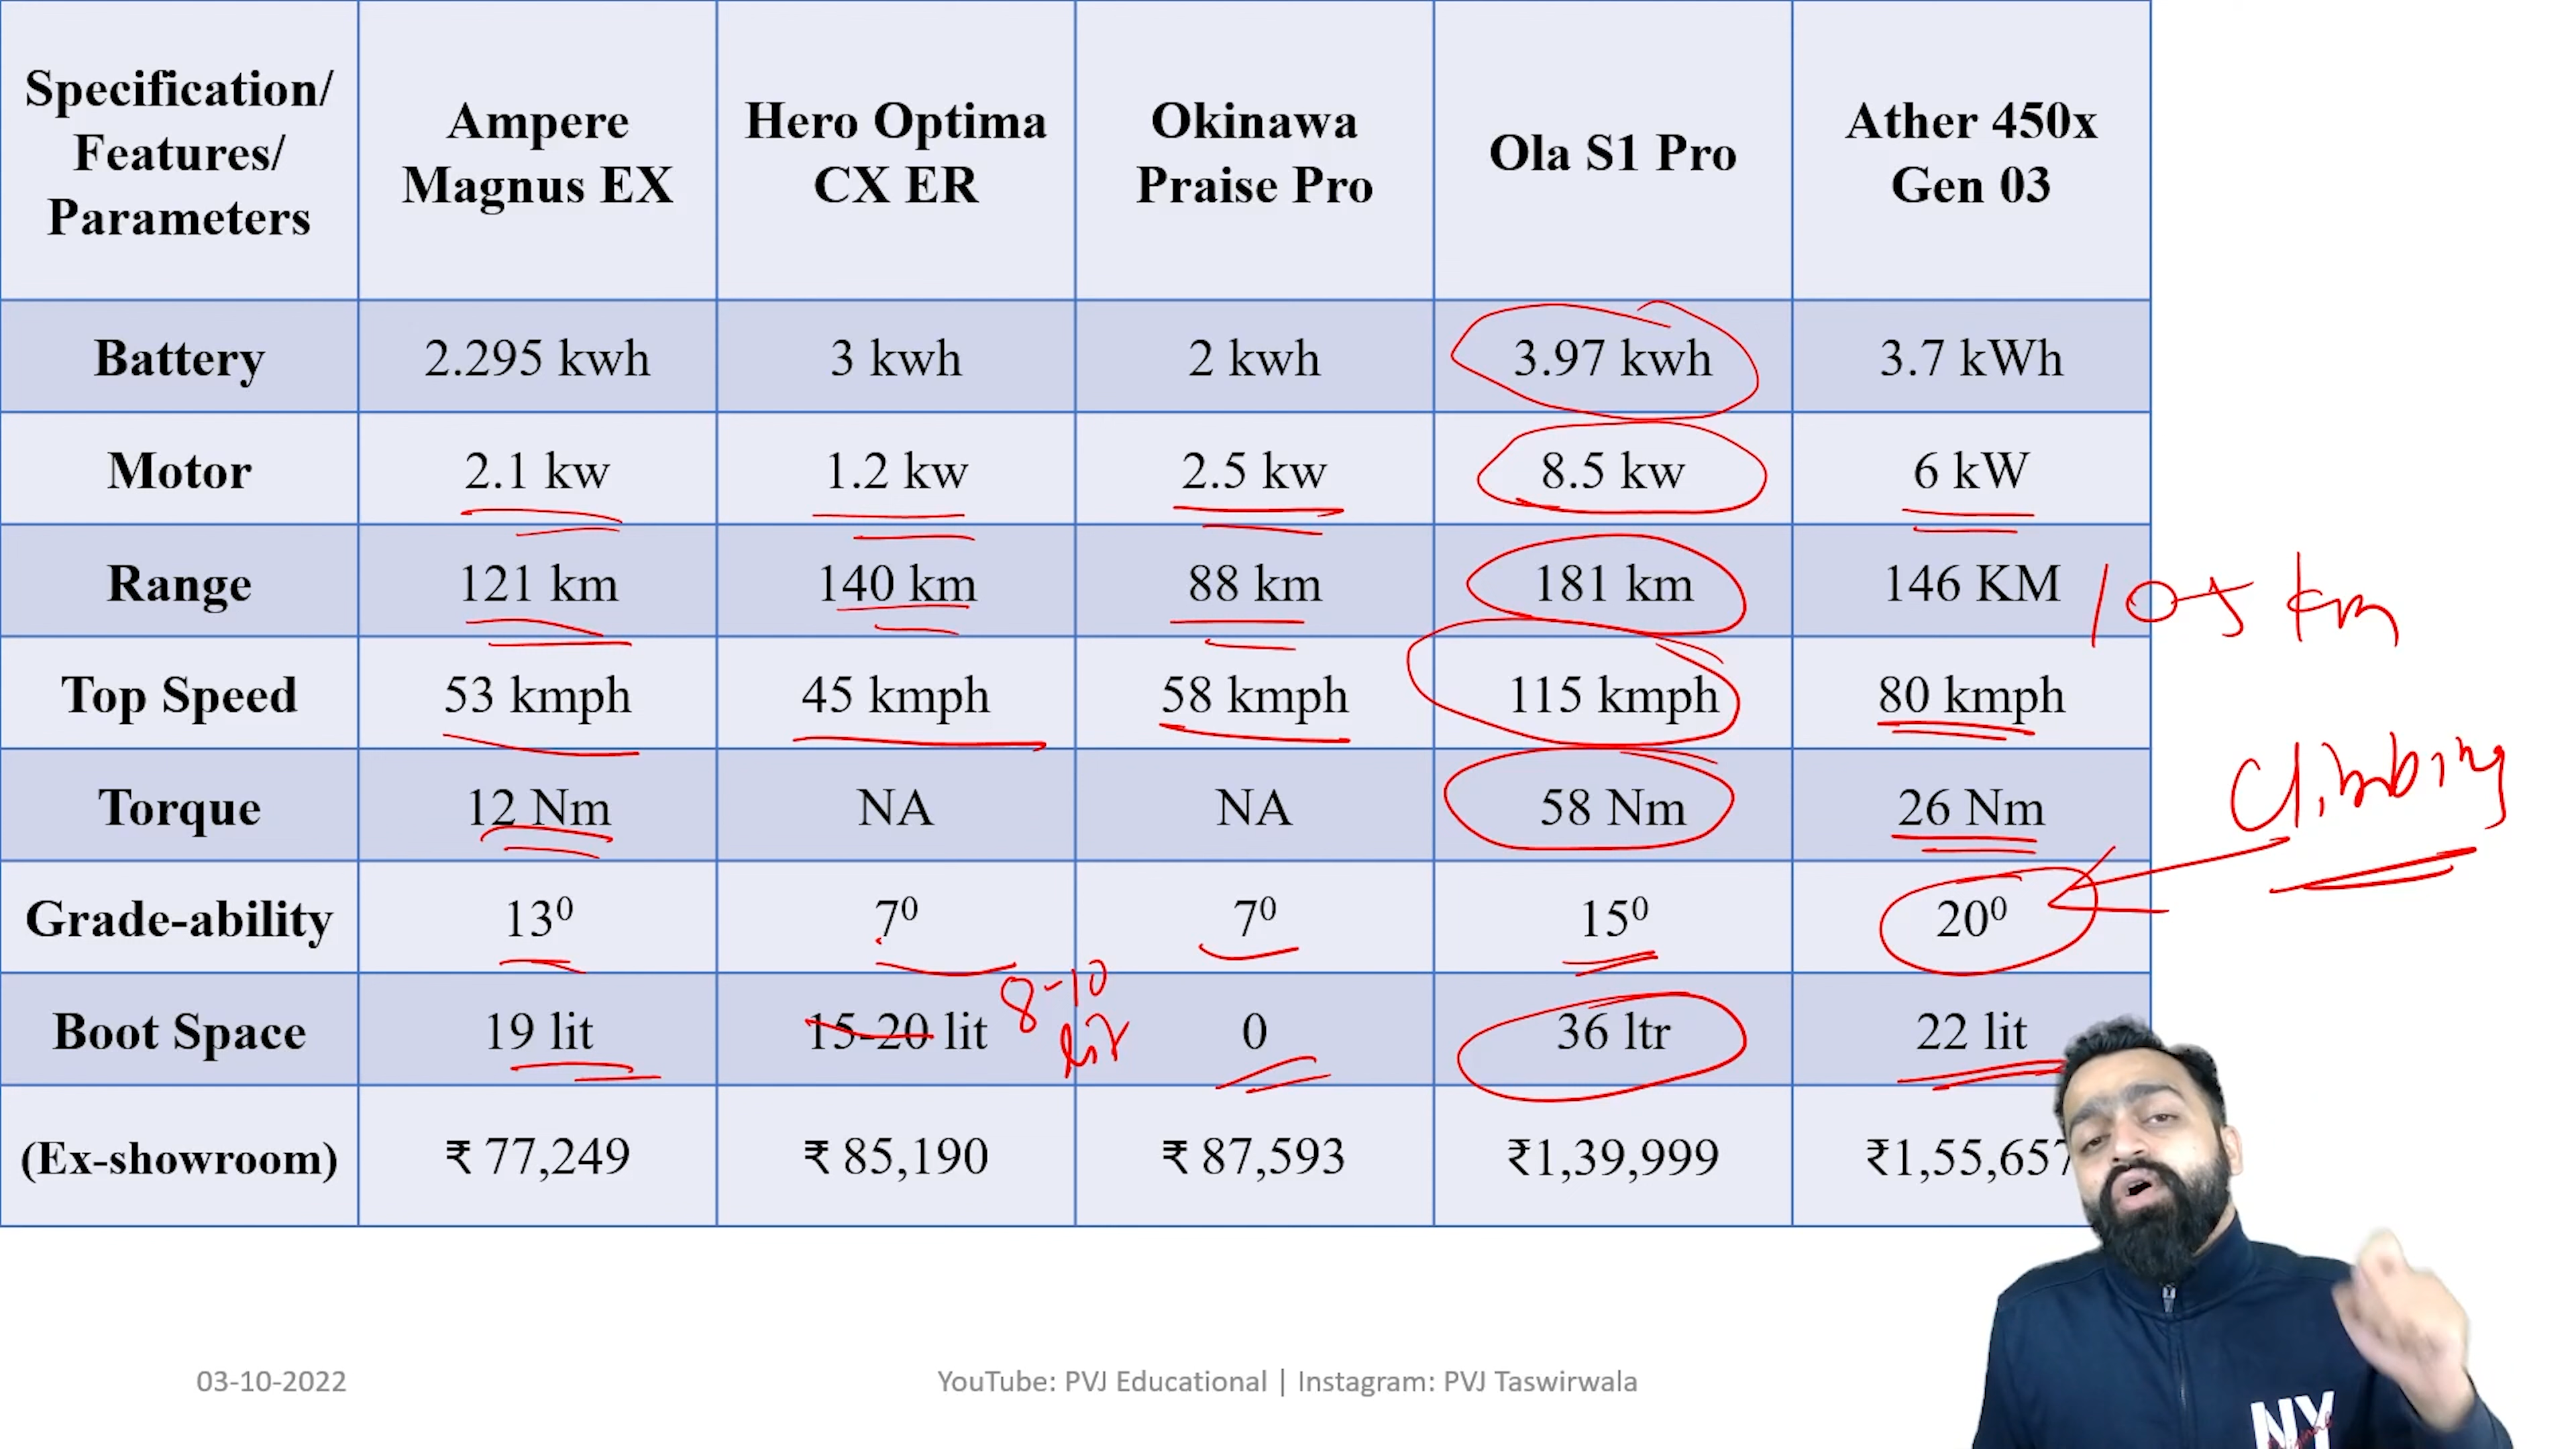 Specification/
Features/
Parameters
Ampere
Magnus EX
Hero Optima
CX ER
Okinawa
Praise Pro
Ola S1 Pro
Ather 450x
Gen 03
Battery
2.295 kwh
3 kwh
2 kwh
3.97 kwh
3.7 kWh
Motor
2.1 kw
1.2 kw
2.5 kw
8.5 kw
6 kW
Range
121 km
140 km
88 km
181 km
146 KM
105 km
Top Speed
53 kmph
45 kmph
58 kmph
115 kmph
80 kmph
Torque
12 Nm
NA
NA
58 Nm
26 Nm
Climbing
Grade-ability
13⁰
7⁰
7⁰
15⁰
20⁰
Boot Space
19 lit
15-20 lit
8-10
lit
0
36 ltr
22 lit
(Ex-showroom)
₹ 77,249
₹ 85,190
₹ 87,593
₹1,39,999
₹1,55,657
03-10-2022
YouTube: PVJ Educational | Instagram: PVJ Taswirwala
NY